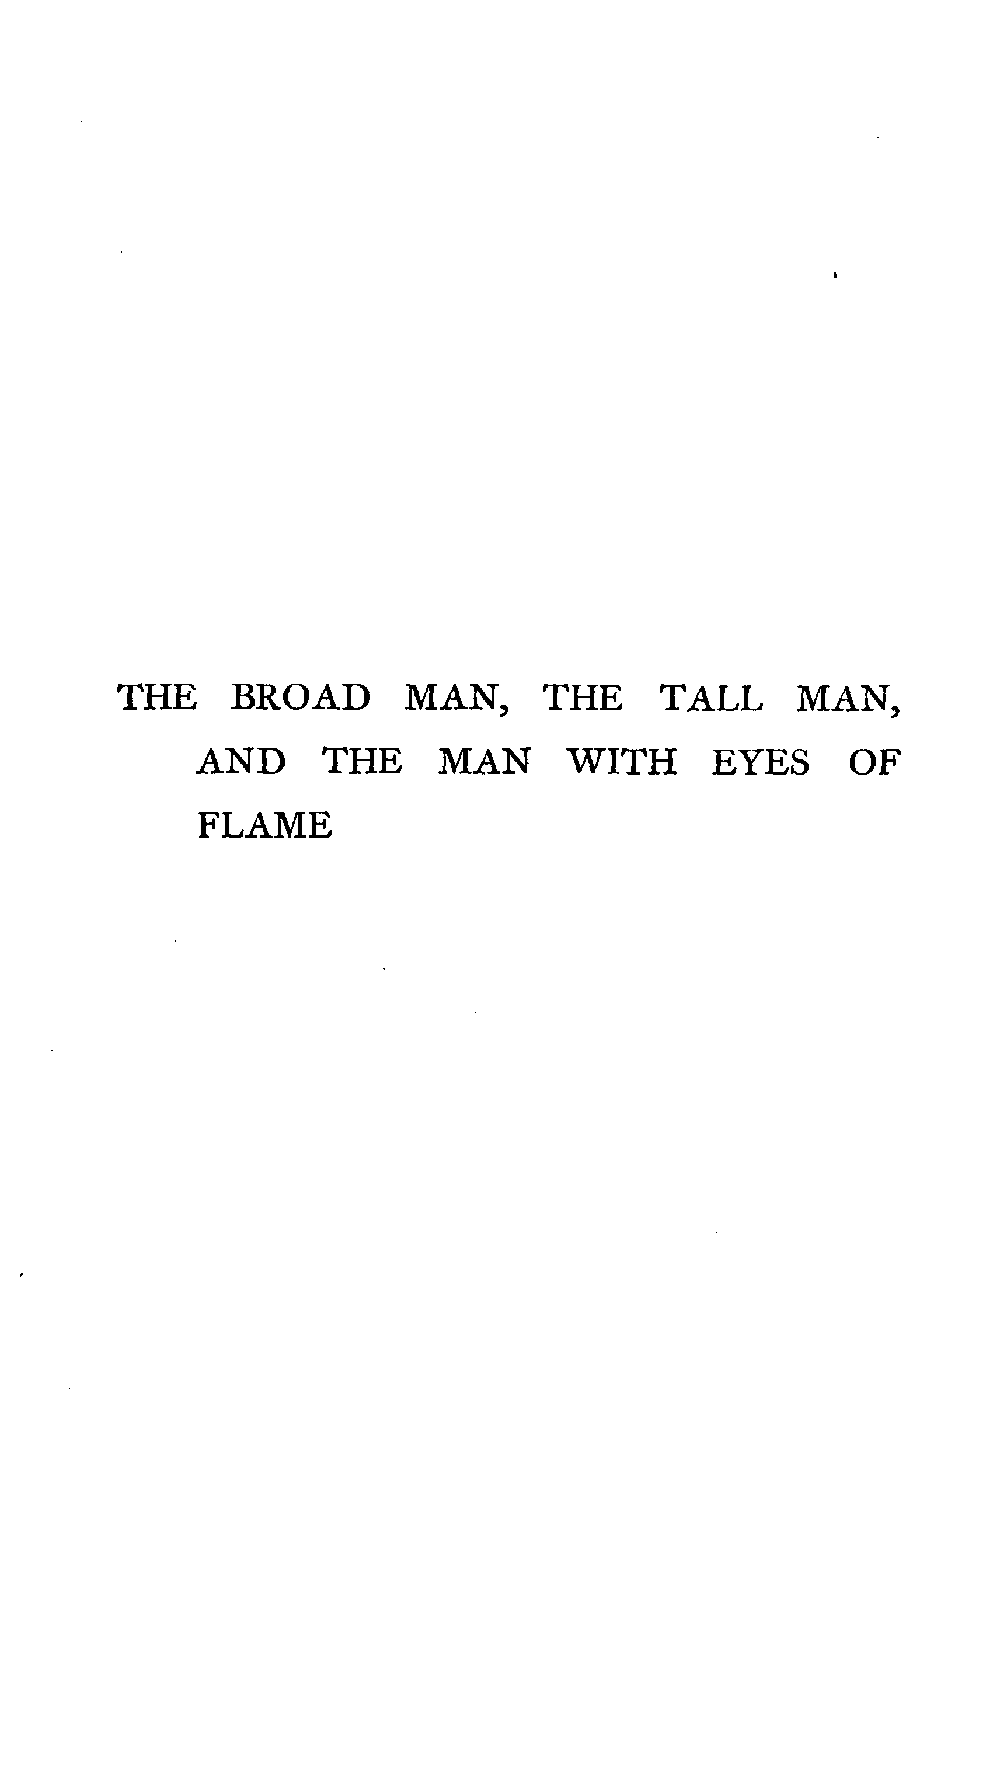 THE BROAD MAN, THE TALL MAN,
AND THE MAN WITH EYES OF
FLAME